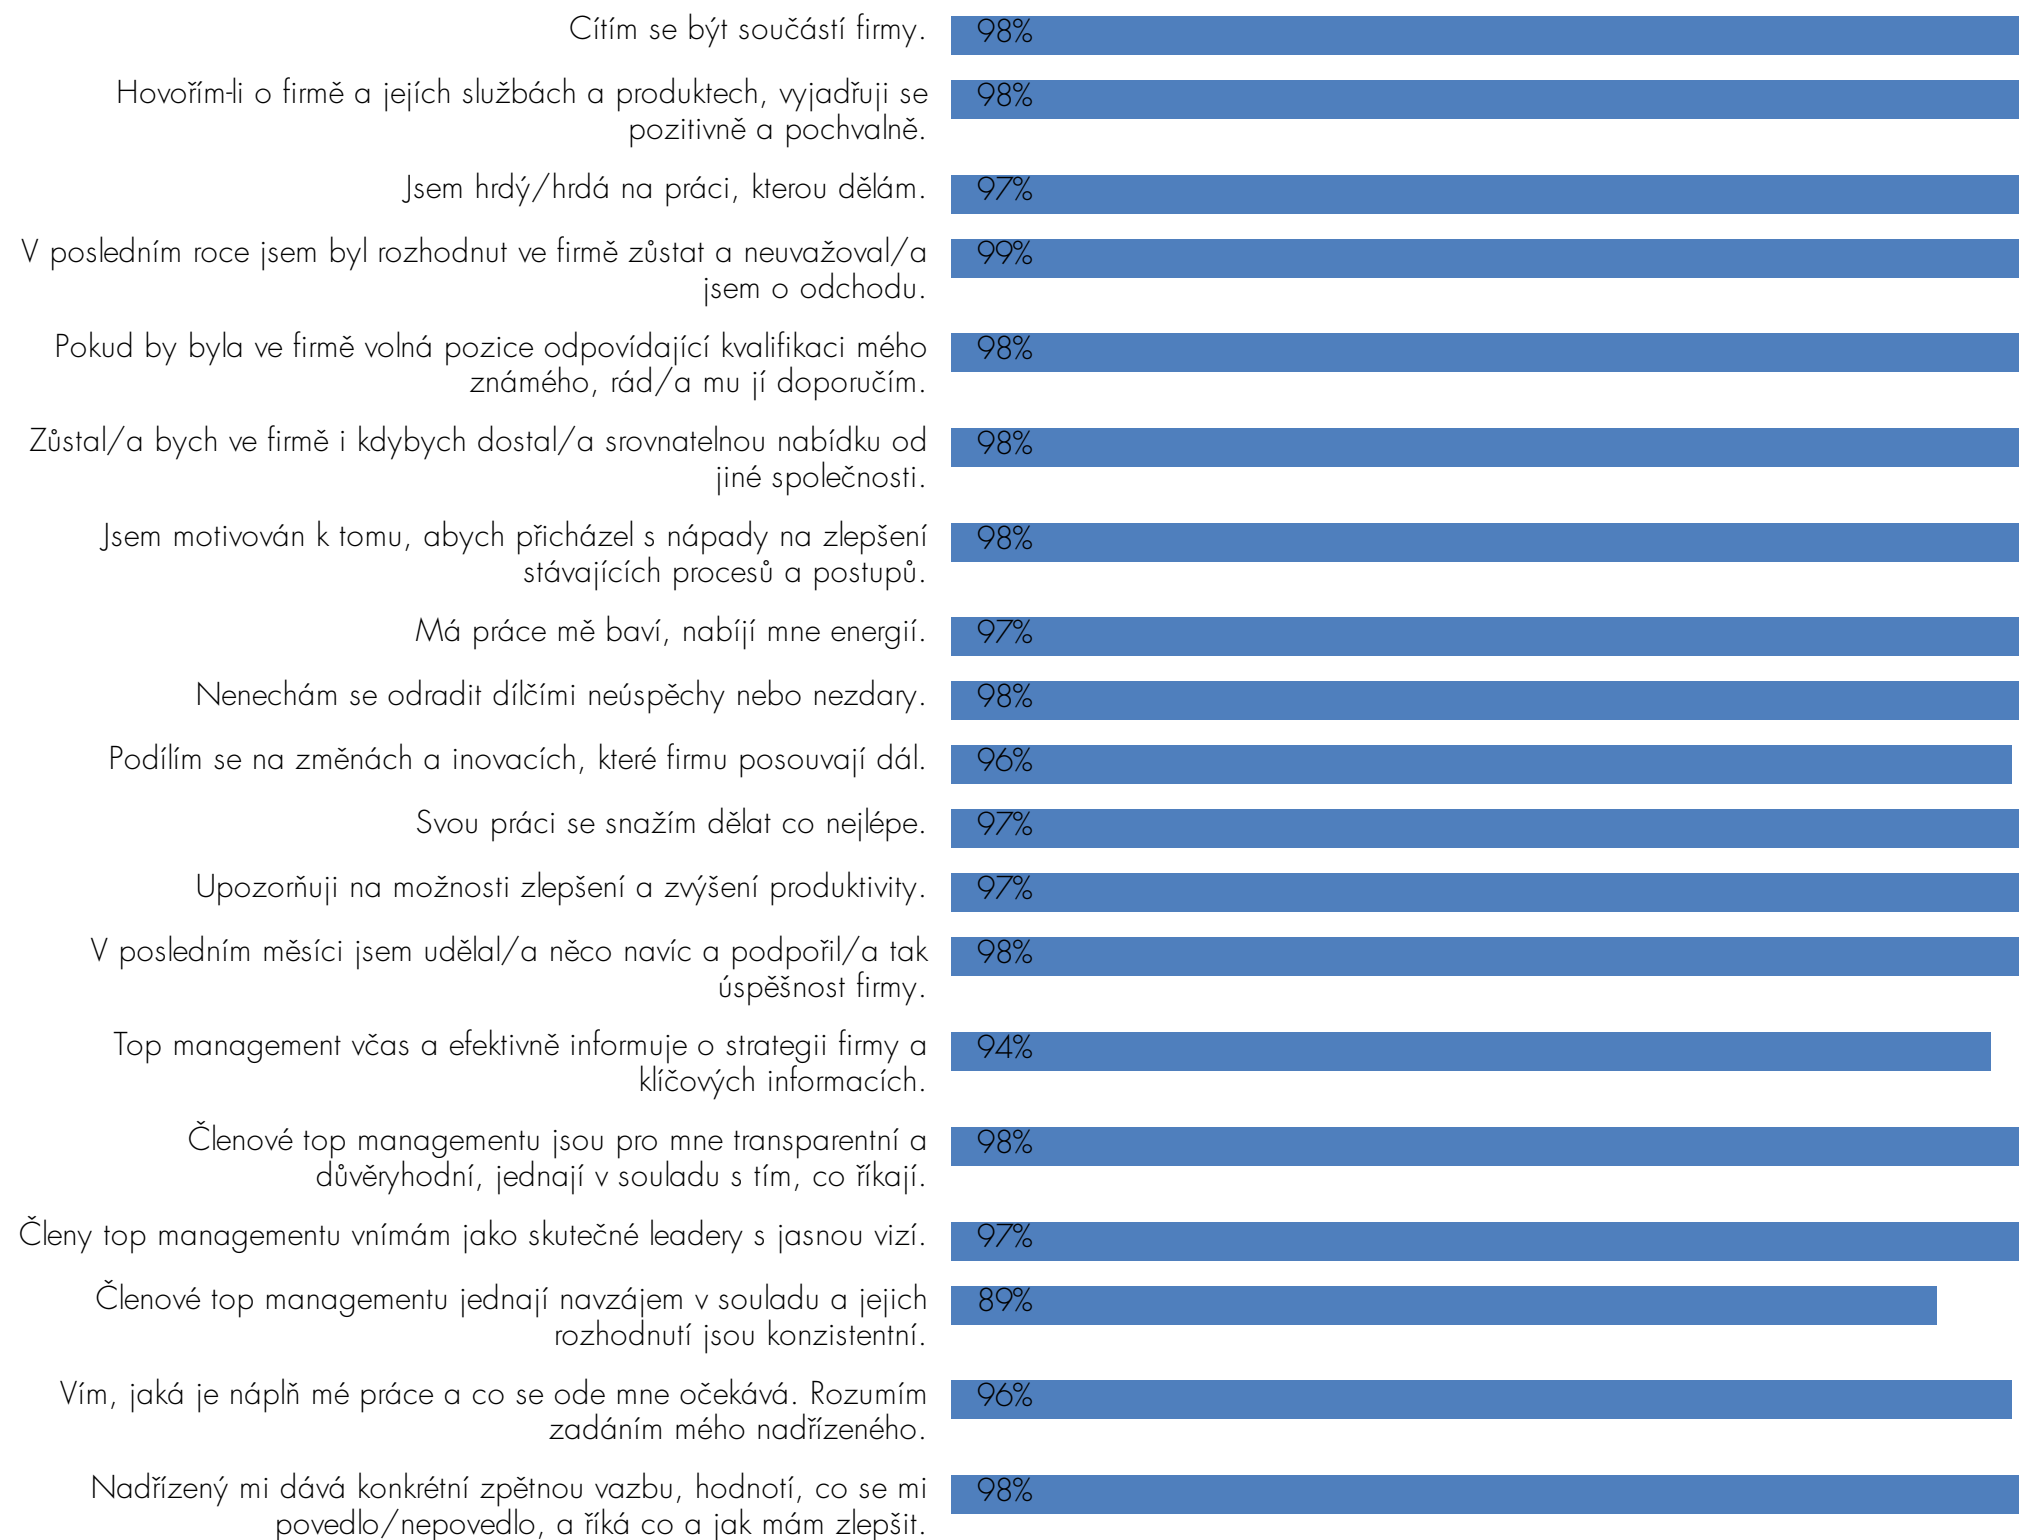 Cítím se být součástí firmy. 98%
Hovořím-li o firmě a jejích službách a produktech, vyjadřuji se 98%
pozitivně a pochvalně.
Jsem hrdý/hrdá na práci, kterou dělám. 97%
V posledním roce jsem byl rozhodnut ve firmě zůstat a neuvažoval/a 99%
jsem o odchodu.
Pokud by byla ve firmě volná pozice odpovídající kvalifikaci mého 98%
známého, rád/a mu jí doporučím.
Zůstal/a bych ve firmě i kdybych dostal/a srovnatelnou nabídku od 98%
jiné společnosti.
Jsem motivován k tomu, abych přicházel s nápady na zlepšení 98%
stávajících procesů a postupů.
Má práce mě baví, nabíjí mne energií. 97%
Nenechám se odradit dílčími neúspěchy nebo nezdary. 98%
Podílím se na změnách a inovacích, které firmu posouvají dál. 96%
Svou práci se snažím dělat co nejlépe. 97%
Upozorňuji na možnosti zlepšení a zvýšení produktivity. 97%
V posledním měsíci jsem udělal/a něco navíc a podpořil/a tak 98%
úspěšnost firmy.
Top management včas a efektivně informuje o strategii firmy a 94%
klíčových informacích.
Členové top managementu jsou pro mne transparentní a 98%
důvěryhodní, jednají v souladu s tím, co říkají.
Členy top managementu vnímám jako skutečné leadery s jasnou vizí. 97%
Členové top managementu jednají navzájem v souladu a jejich 89%
rozhodnutí jsou konzistentní.
Vím, jaká je náplň mé práce a co se ode mne očekává. Rozumím 96%
zadáním mého nadřízeného.
Nadřízený mi dává konkrétní zpětnou vazbu, hodnotí, co se mi 98%
povedlo/nepovedlo, a říká co a jak mám zlepšit.